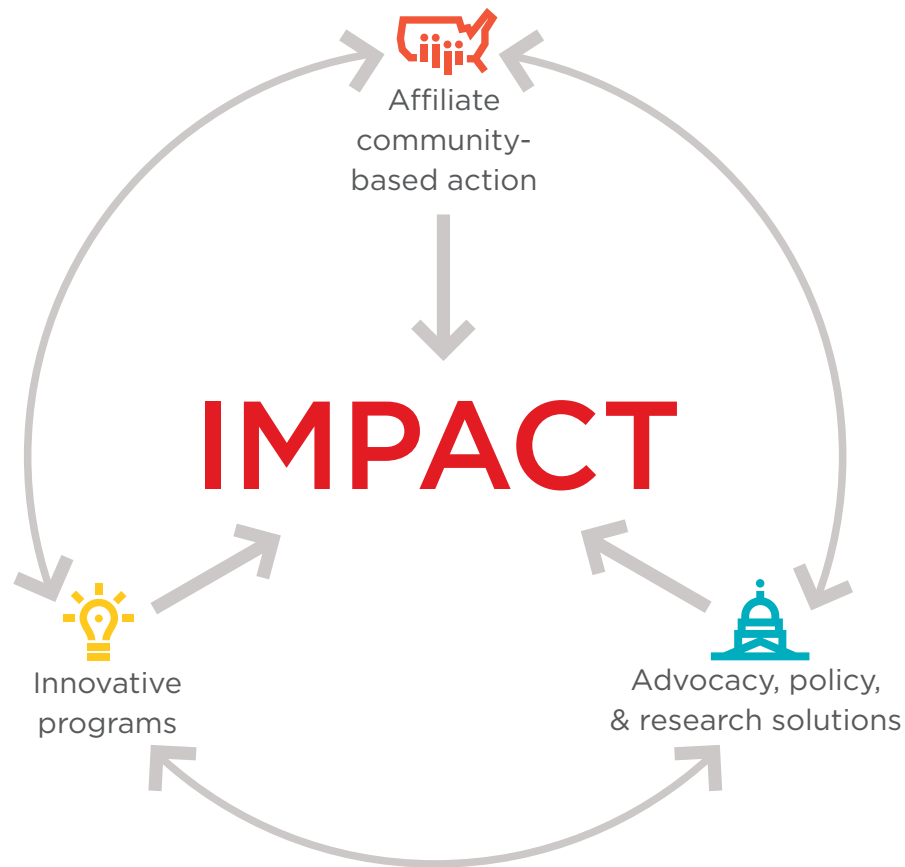 Affiliate
community-
based action
IMPACT
Innovative
programs
Advocacy, policy,
& research solutions